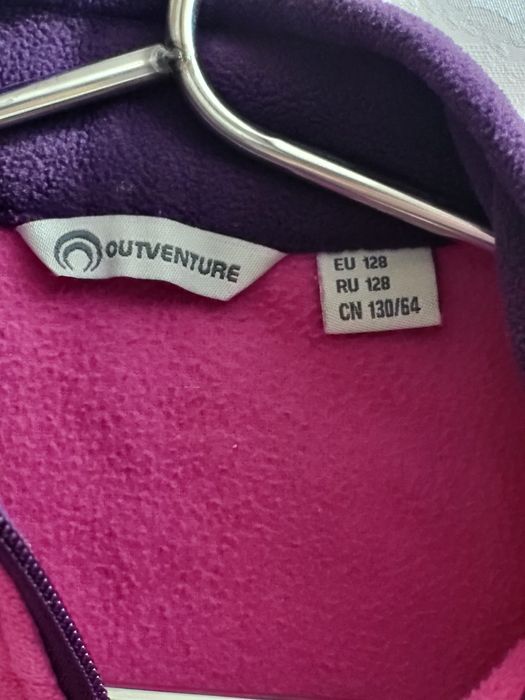 OUTVENTURE
EU 128
RU 128
CN 130/64